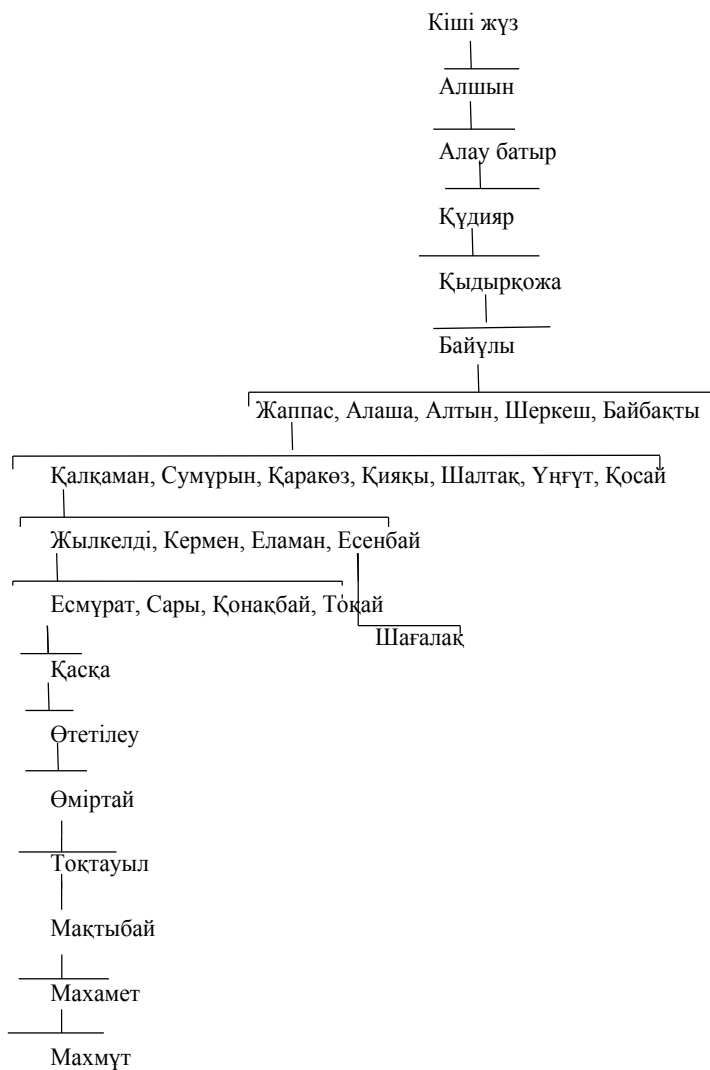 Кіші жүз
Алшын
Алау батыр
Құдияр
Қыдырқожа
Байұлы
Жаппас, Алаша, Алтын, Шеркеш, Байбақты
Қалқаман, Сумұрын, Қаракөз, Қияқы, Шалтақ, Үңғұт, Қосай
Жылкелді, Кермен, Еламан, Есенбай
Есмұрат, Сары, Қонақбай, Тоқай
Шағалақ
Қасқа
Өтетілеу
Өміртай
Тоқтауыл
Мақтыбай
Махамет
Махмұт